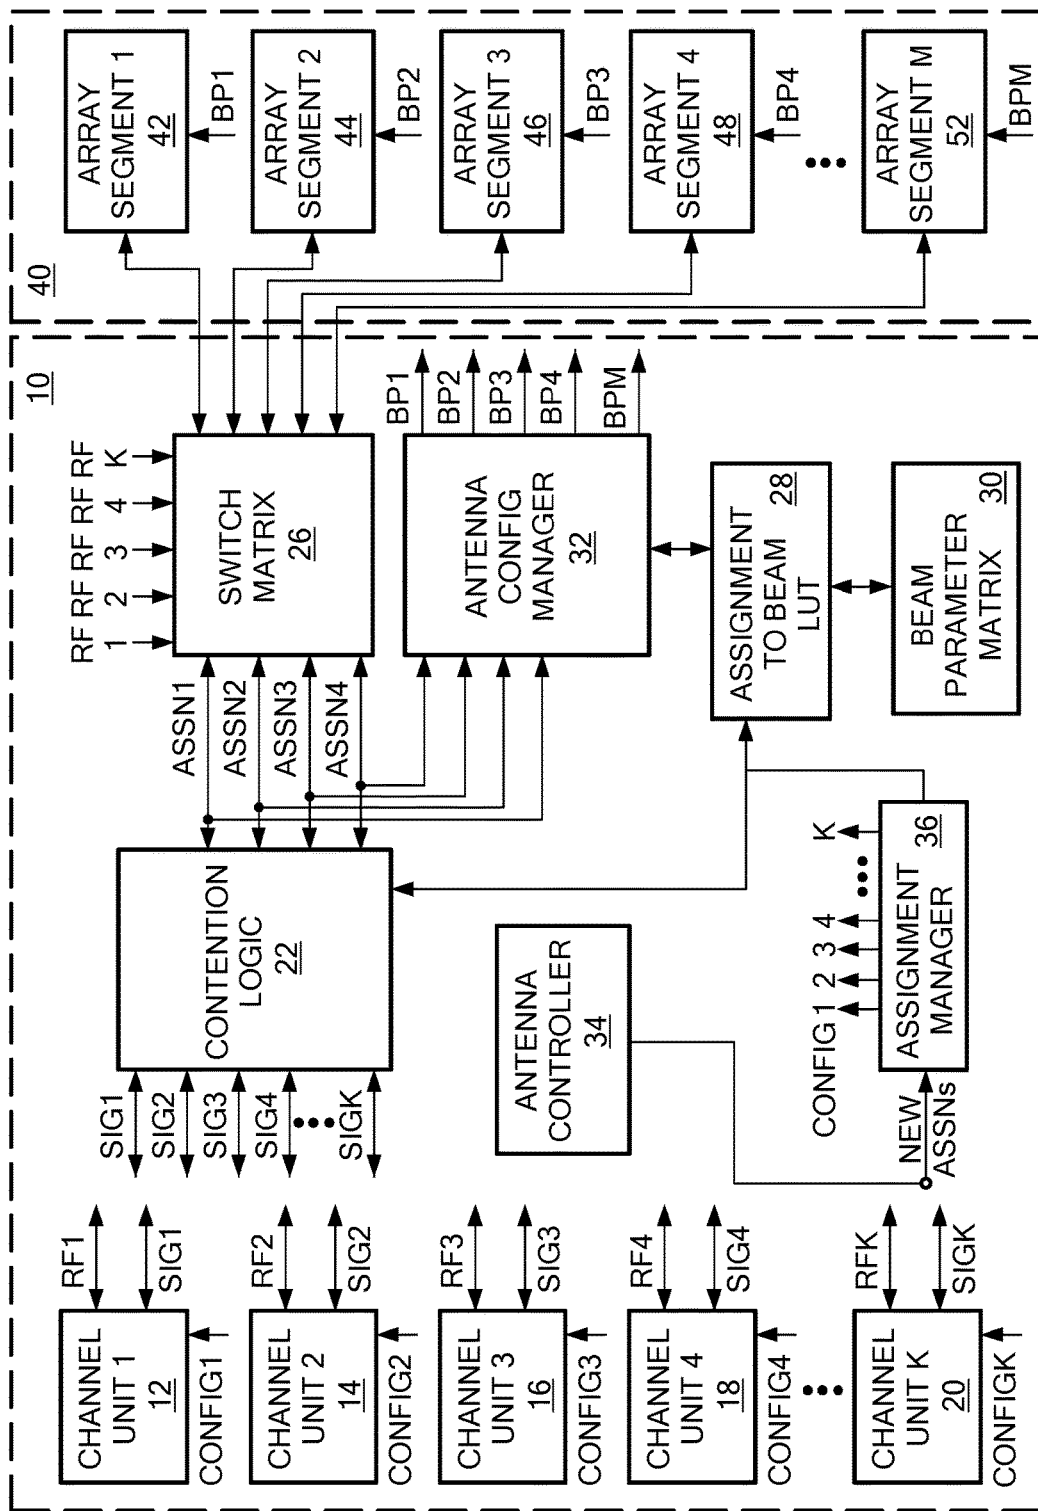 10
CHANNEL
UNIT 1
12
RF1
SIG1
CONFIG1
CHANNEL
UNIT 2
14
RF2
SIG2
CONFIG2
CHANNEL
UNIT 3
16
RF3
SIG3
CONFIG3
CHANNEL
UNIT 4
18
RF4
SIG4
CONFIG4
CHANNEL
UNIT K
20
RFK
SIGK
CONFIGK
SIG1
SIG2
SIG3
SIG4
SIGK
CONTENTION
LOGIC
22
ASSN1
ASSN2
ASSN3
ASSN4
RF RF RF RF RF
1 2 3 4 K
SWITCH
MATRIX
26
ANTENNA
CONFIG
MANAGER
32
BP1
BP2
BP3
BP4
BPM
ANTENNA
CONTROLLER
34
NEW
ASSNs
CONFIG 1 2 3 4 K
ASSIGNMENT
MANAGER
36
ASSIGNMENT
TO BEAM
LUT
28
BEAM
PARAMETER
MATRIX
30
40
ARRAY
SEGMENT 1
42
BP1
ARRAY
SEGMENT 2
44
BP2
ARRAY
SEGMENT 3
46
BP3
ARRAY
SEGMENT 4
48
BP4
ARRAY
SEGMENT M
52
BPM